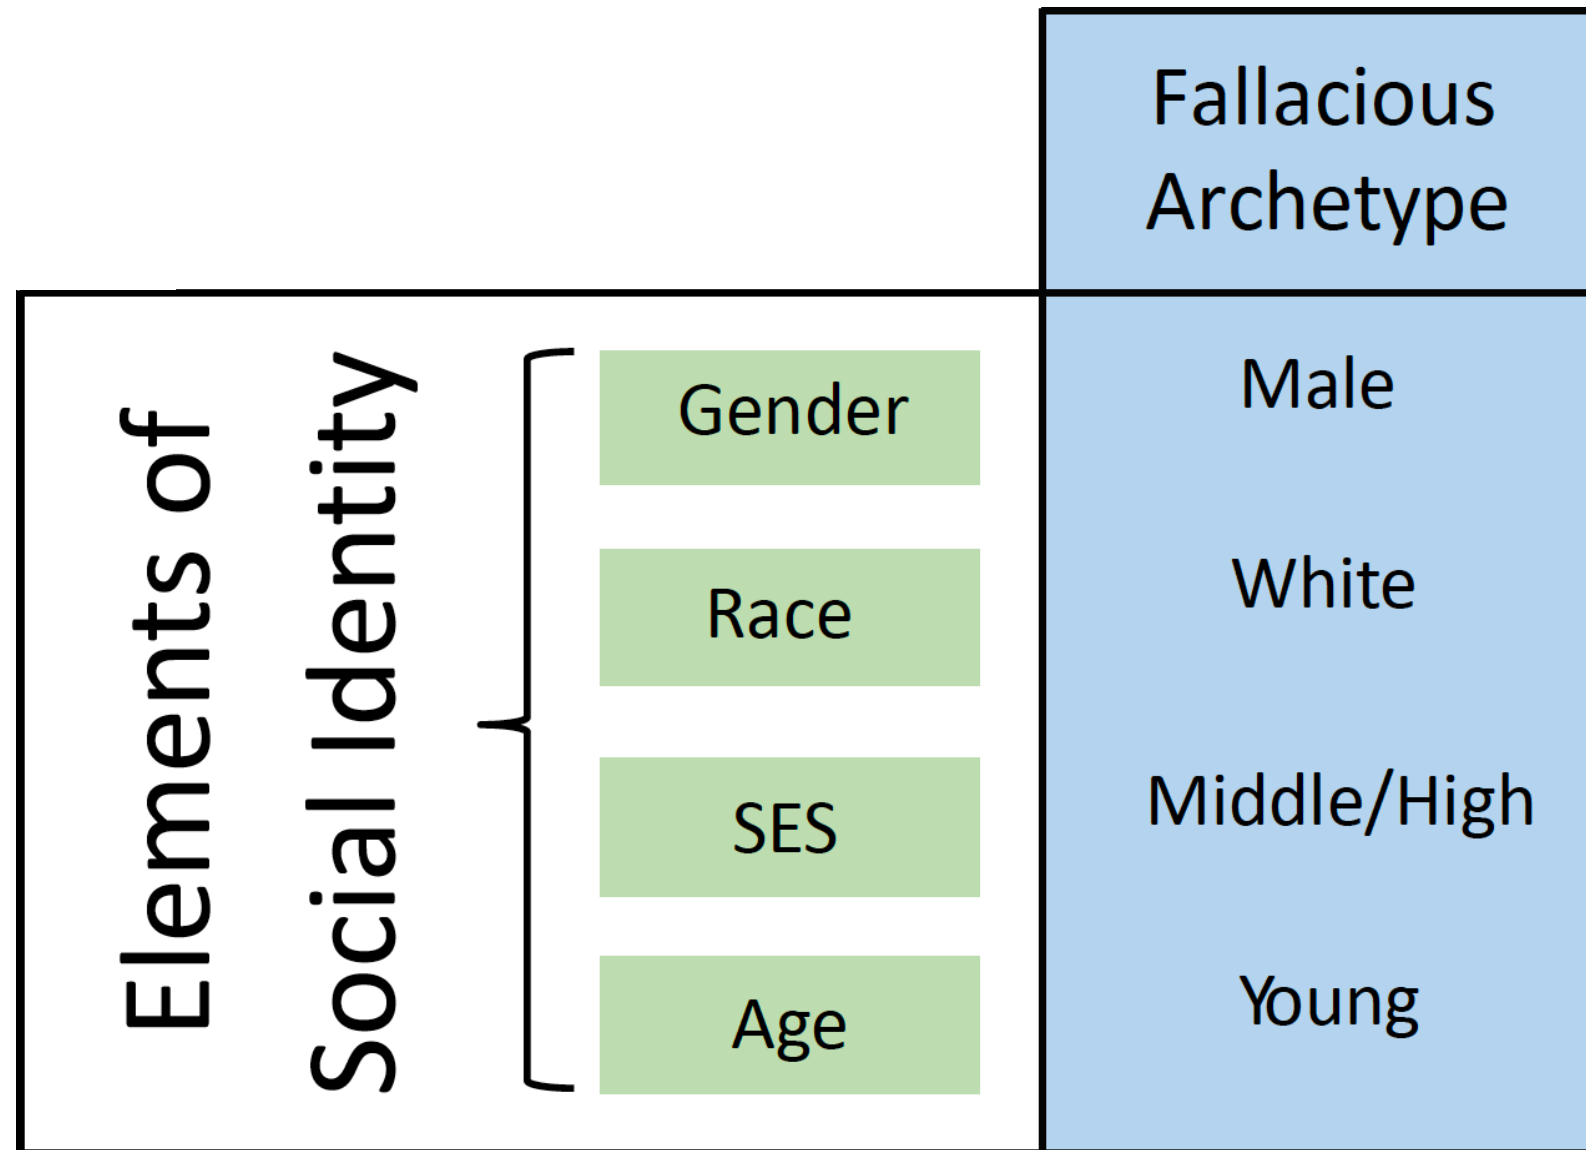 Fallacious
Archetype
Elements of
Social Identity
Gender
Male
Race
White
SES
Middle/High
Age
Young